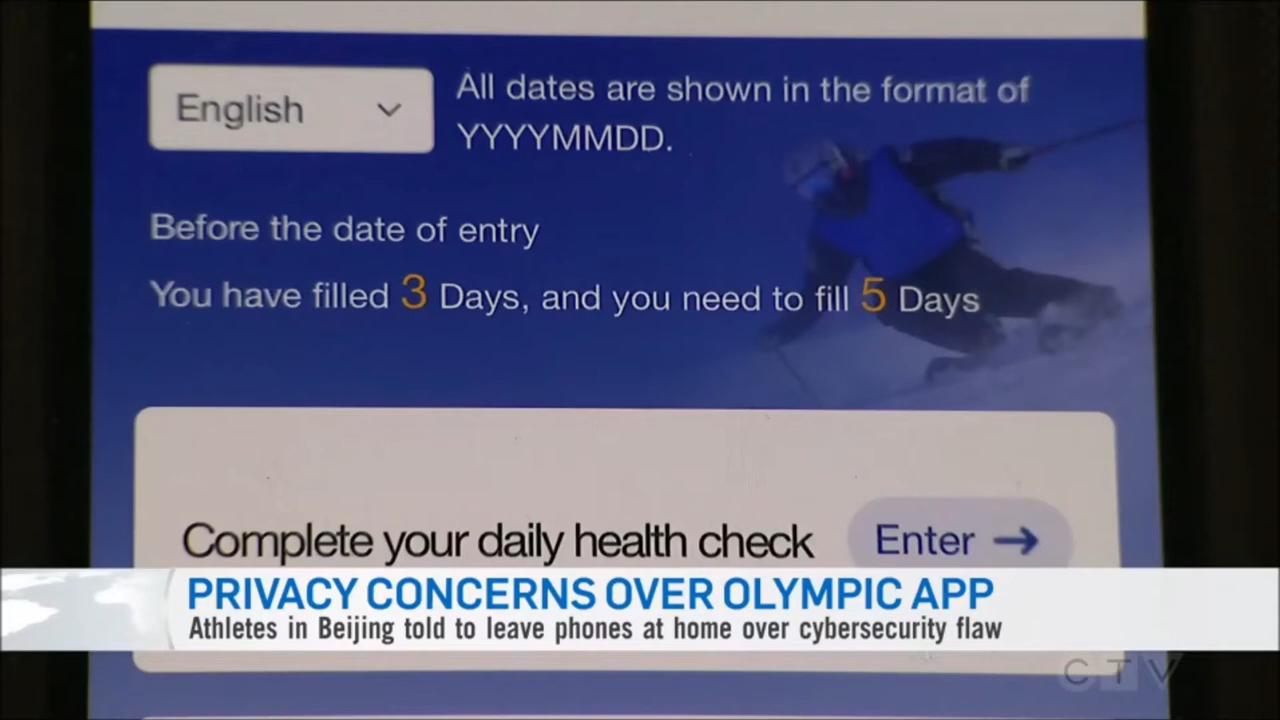 English
All dates are shown in the format of
YYYYMMDD.
Before the date of entry
You have filled 3 Days, and you need to fill 5 Days
Complete your daily health check
Enter →
PRIVACY CONCERNS OVER OLYMPIC APP
Athletes in Beijing told to leave phones at home over cybersecurity flaw
CTV